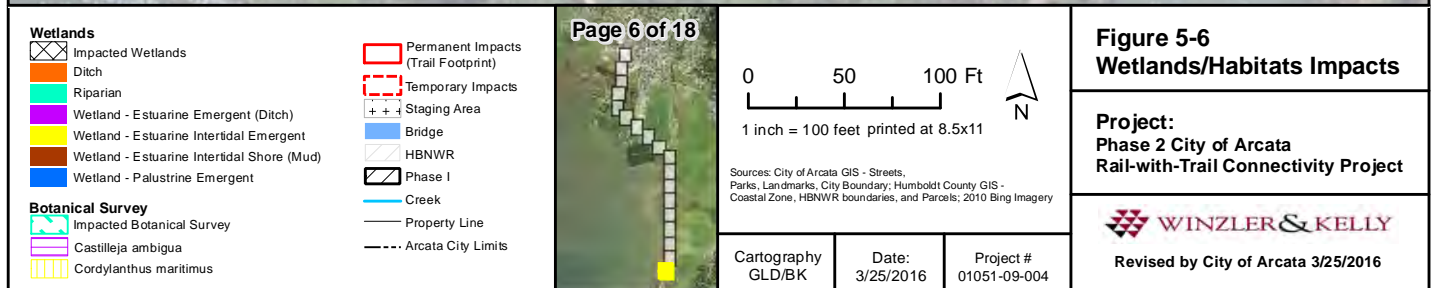 Wetlands
Impacted Wetlands
Ditch
Riparian
Wetland - Estuarine Emergent (Ditch)
Wetland - Estuarine Intertidal Emergent
Wetland - Estuarine Intertidal Shore (Mud)
Wetland - Palustrine Emergent
Botanical Survey
Impacted Botanical Survey
Castilleja ambigua
Cordylanthus maritimus
Permanent Impacts
(Trail Footprint)
Temporary Impacts
Staging Area
Bridge
HBNWR
Phase I
Creek
Property Line
Arcata City Limits
Page 6 of 18
0 50 100 Ft
N
1 inch = 100 feet printed at 8.5x11
Sources: City of Arcata GIS - Streets,
Parks, Landmarks, City Boundary; Humboldt County GIS -
Coastal Zone, HBNWR boundaries, and Parcels; 2010 Bing Imagery
Cartography
GLD/BK
Date:
3/25/2016
Project #
01051-09-004
Figure 5-6
Wetlands/Habitats Impacts
Project:
Phase 2 City of Arcata
Rail-with-Trail Connectivity Project
WINZLER & KELLY
Revised by City of Arcata 3/25/2016